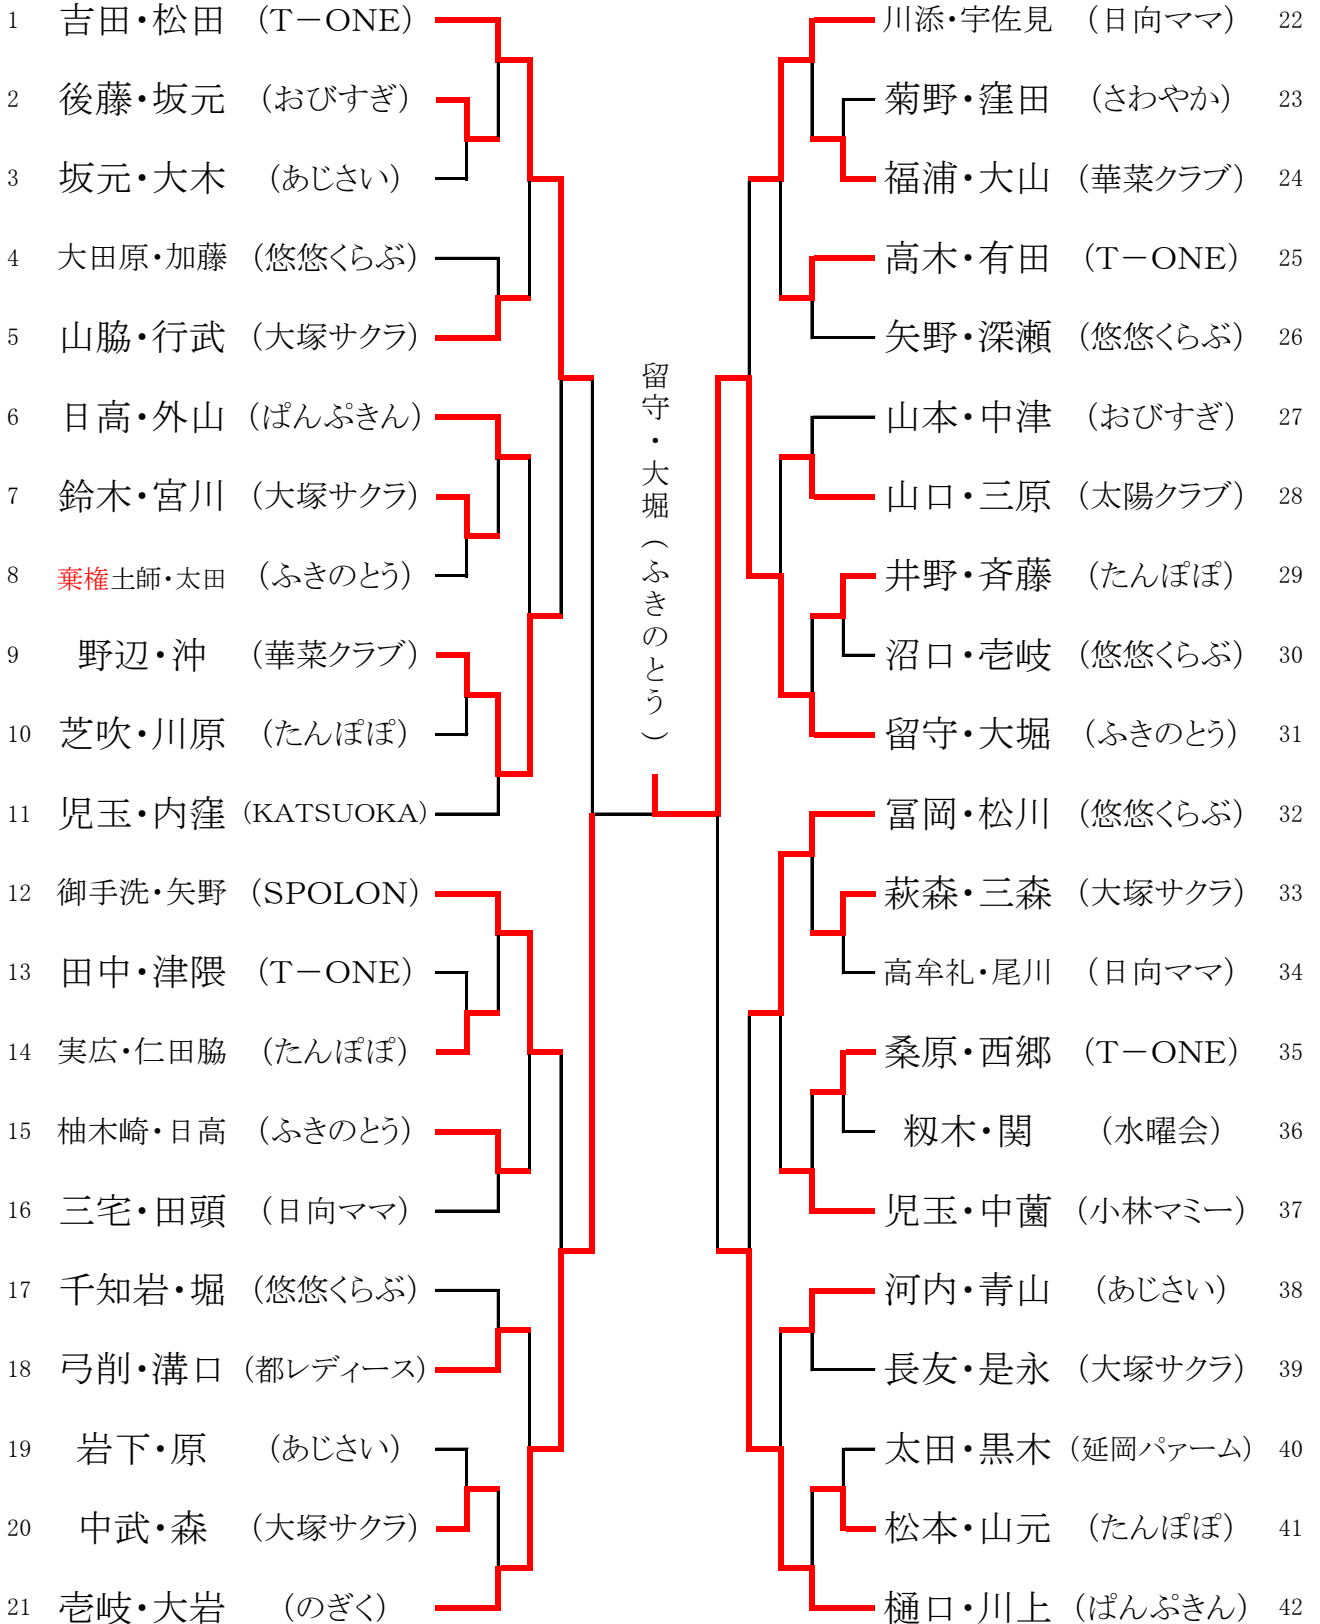 1 吉田・松田 (T－ONE)
2 後藤・坂元 (おびすぎ)
3 坂元・大木 (あじさい)
4 大田原・加藤 (悠悠くらぶ)
5 山脇・行武 (大塚サクラ)
6 日高・外山 (ぱんぷきん)
7 鈴木・宮川 (大塚サクラ)
8 棄権土師・太田 (ふきのとう)
9 野辺・沖 (華菜クラブ)
10 芝吹・川原 (たんぽぽ)
11 児玉・内窪 (KATSUOKA)
12 御手洗・矢野 (SPOLON)
13 田中・津隈 (T－ONE)
14 実広・仁田脇 (たんぽぽ)
15 柚木崎・日高 (ふきのとう)
16 三宅・田頭 (日向ママ)
17 千知岩・堀 (悠悠くらぶ)
18 弓削・溝口 (都レディース)
19 岩下・原 (あじさい)
20 中武・森 (大塚サクラ)
21 壱岐・大岩 (のぎく)
留守・大堀(ふきのとう)
川添・宇佐見 (日向ママ) 22
菊野・窪田 (さわやか) 23
福浦・大山 (華菜クラブ) 24
高木・有田 (T－ONE) 25
矢野・深瀬 (悠悠くらぶ) 26
山本・中津 (おびすぎ) 27
山口・三原 (太陽クラブ) 28
井野・斉藤 (たんぽぽ) 29
沼口・壱岐 (悠悠くらぶ) 30
留守・大堀 (ふきのとう) 31
冨岡・松川 (悠悠くらぶ) 32
萩森・三森 (大塚サクラ) 33
高牟礼・尾川 (日向ママ) 34
桑原・西郷 (T－ONE) 35
籾木・関 (水曜会) 36
児玉・中薗 (小林マミー) 37
河内・青山 (あじさい) 38
長友・是永 (大塚サクラ) 39
太田・黒木 (延岡パァーム) 40
松本・山元 (たんぽぽ) 41
樋口・川上 (ぱんぷきん) 42